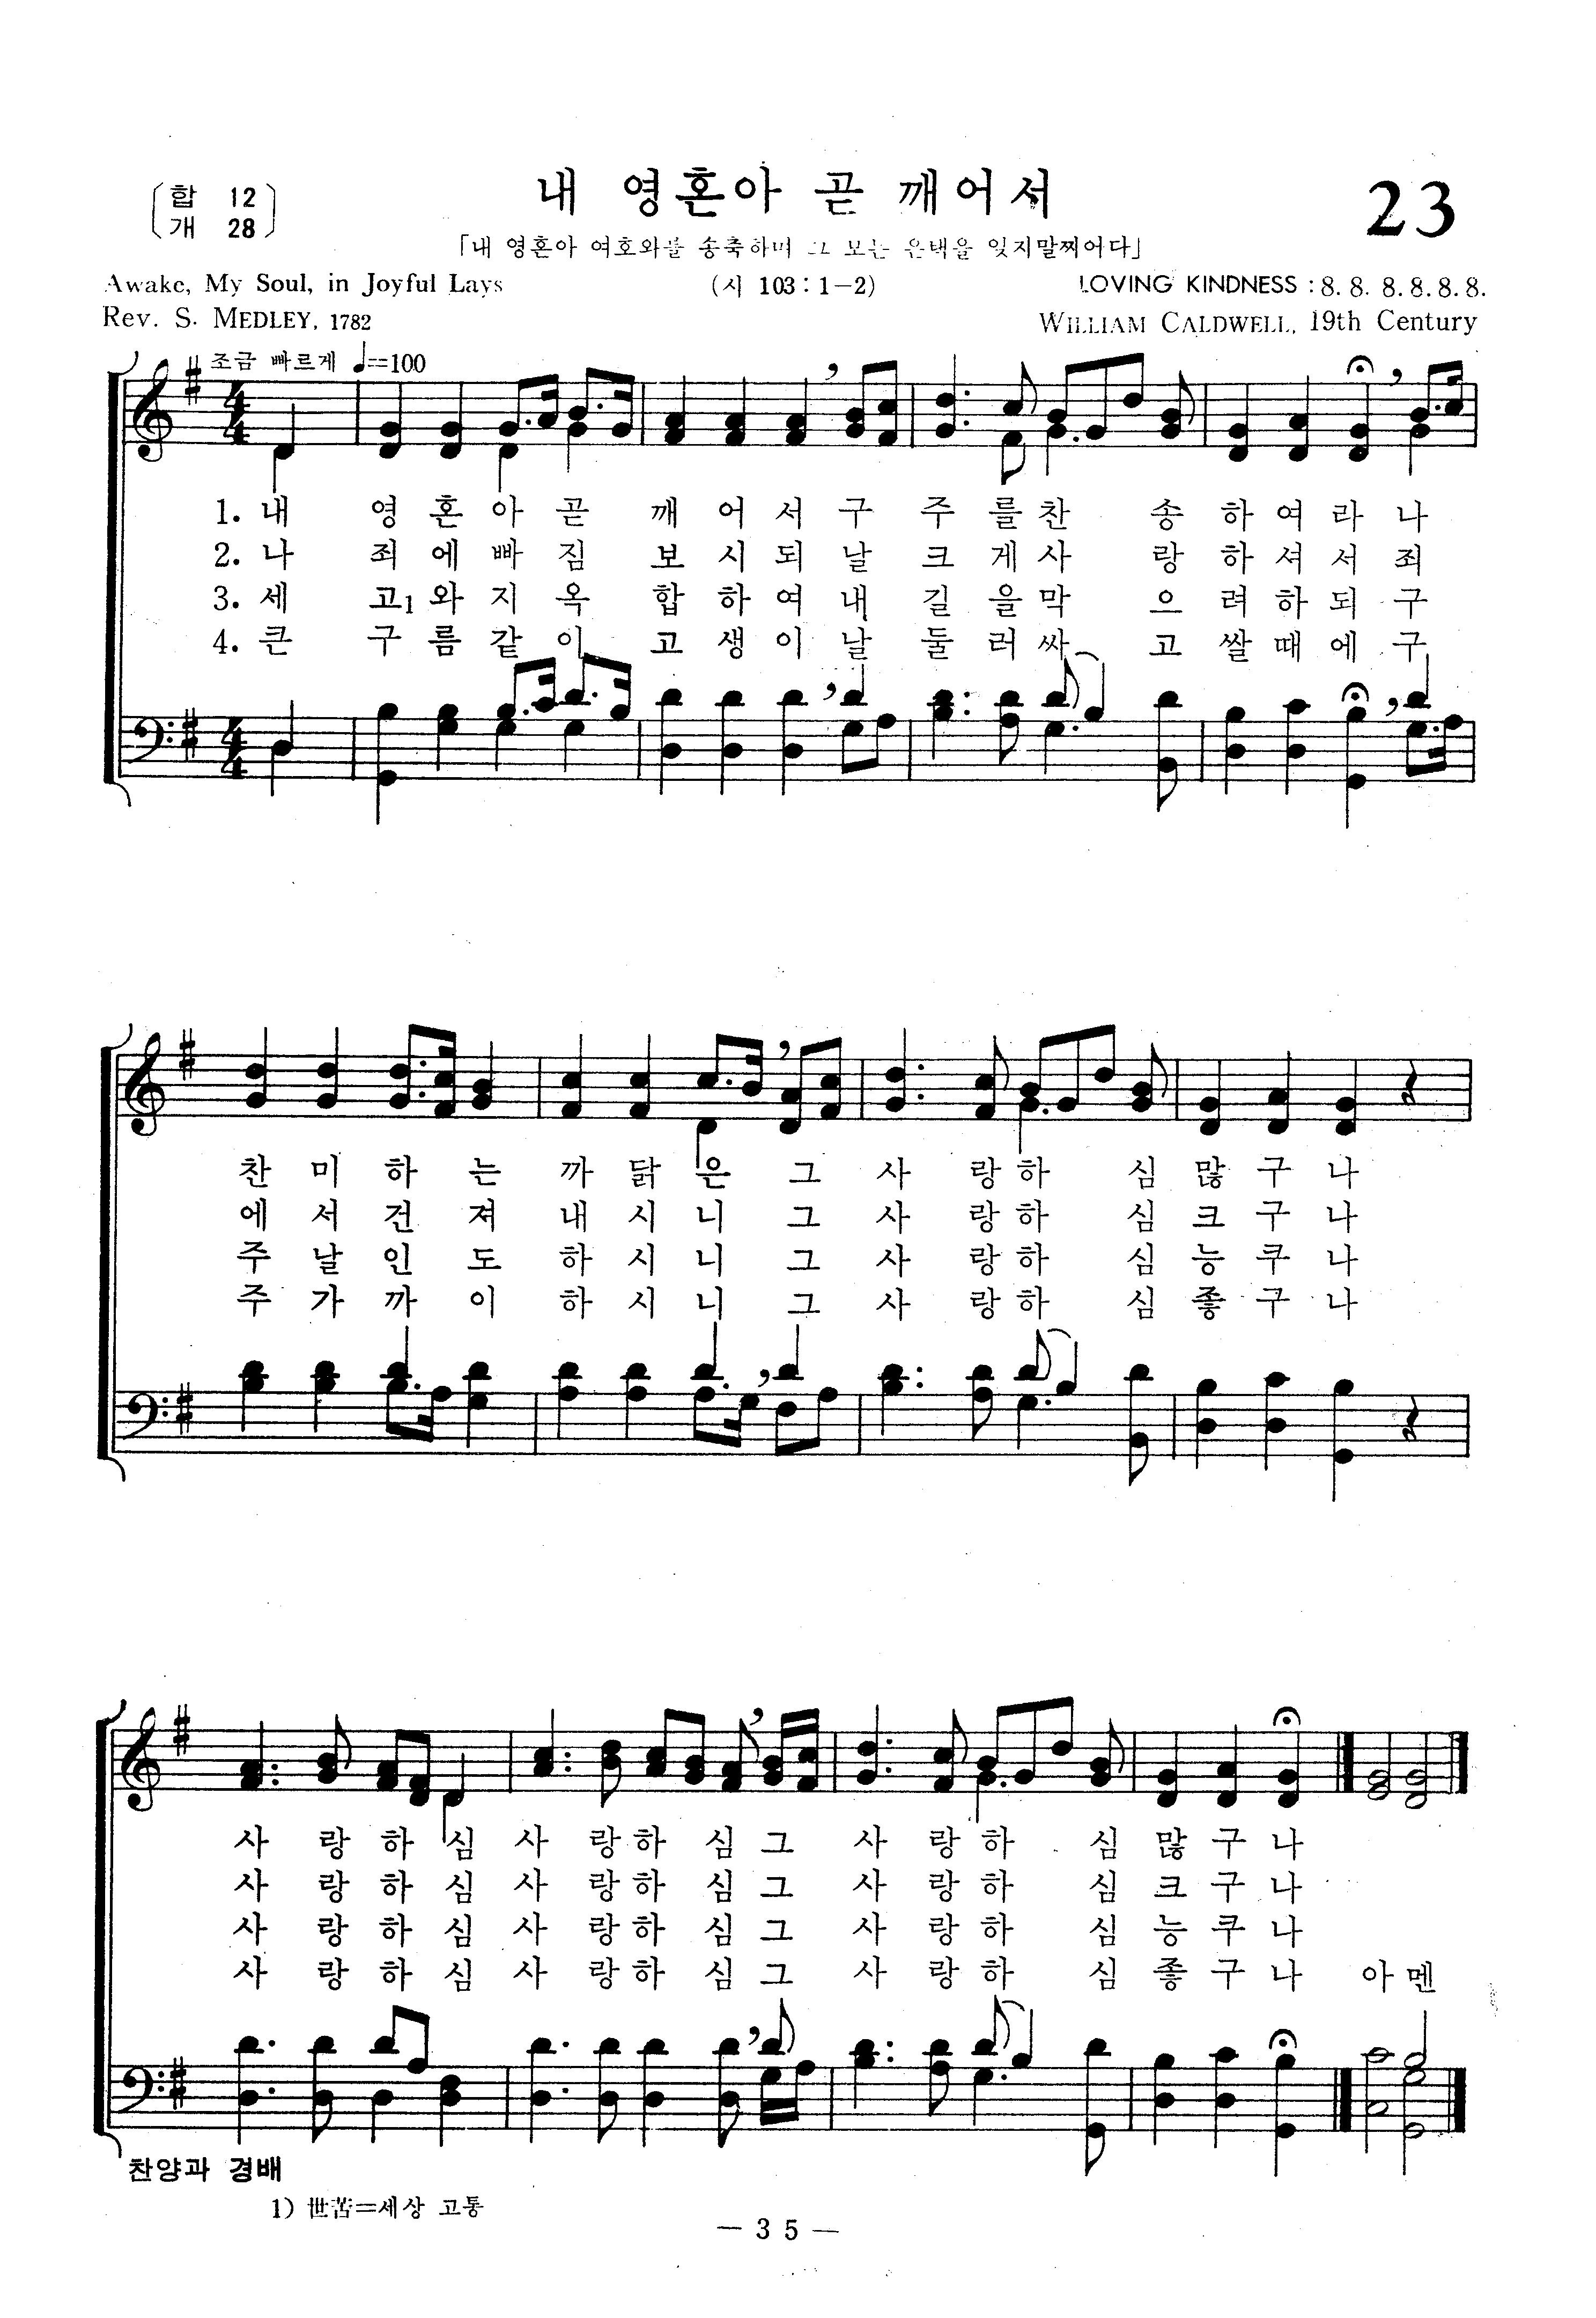 합 12
개 28
내 영혼아 곧 깨어서
23
「내 영혼아 여호와를 송축하며 그 모든 은택을 잊지말찌어다」
Awake, My Soul, in Joyful Lays
(시 103:1-2)
LOVING KINDNESS : 8. 8. 8. 8. 8. 8.
Rev. S. MEDLEY, 1782
WILLIAM CALDWELL, 19th Century
조금 빠르게 ♩=100
1. 내 영 혼 아 곧 깨 어 서 구 주 를 찬 송 하 여 라 나
2. 나 죄 에 빠 짐 보 시 되 날 크 게 사 랑 하 셔 서 죄
3. 세 고1 와 지 옥 합 하 여 내 길 을 막 으 려 하 되 구
4. 큰 구 름 같 이 고 생 이 날 둘 러 싸 고 쌀 때 에 구
찬 미 하 는 까 닭 은 그 사 랑 하 심 많 구 나
에 서 건 져 내 시 니 그 사 랑 하 심 크 구 나
주 날 인 도 하 시 니 그 사 랑 하 심 능 쿠 나
주 가 까 이 하 시 니 그 사 랑 하 심 좋 구 나
사 랑 하 심 사 랑 하 심 그 사 랑 하 심 많 구 나
사 랑 하 심 사 랑 하 심 그 사 랑 하 심 크 구 나
사 랑 하 심 사 랑 하 심 그 사 랑 하 심 능 쿠 나
사 랑 하 심 사 랑 하 심 그 사 랑 하 심 좋 구 나 아 멘
찬양과 경배
1) 世苦=세상 고통
— 3 5 —